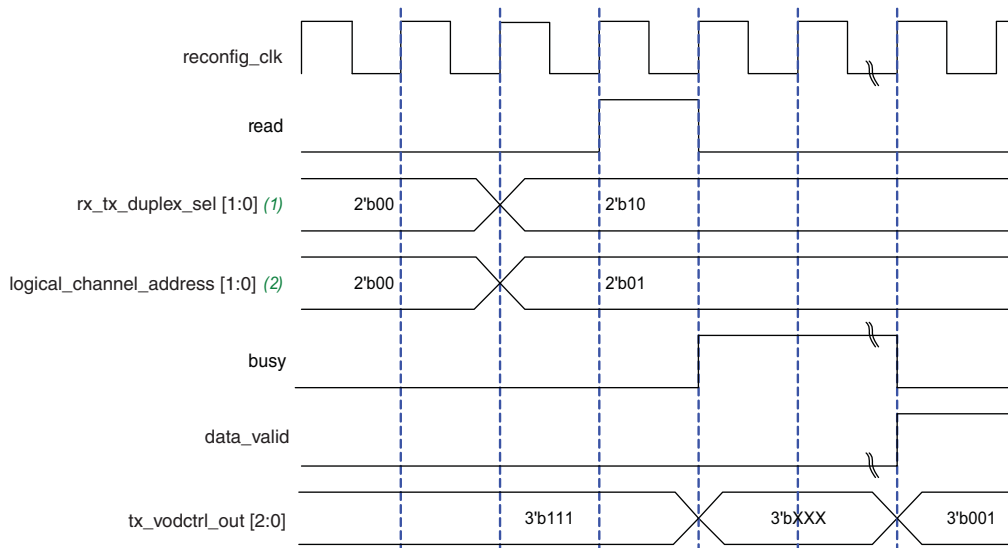 reconfig_clk
read
rx_tx_duplex_sel [1:0] (1) 2'b00 2'b10
logical_channel_address [1:0] (2) 2'b00 2'b01
busy
data_valid
tx_vodctrl_out [2:0] 3'b111 3'bXXX 3'b001